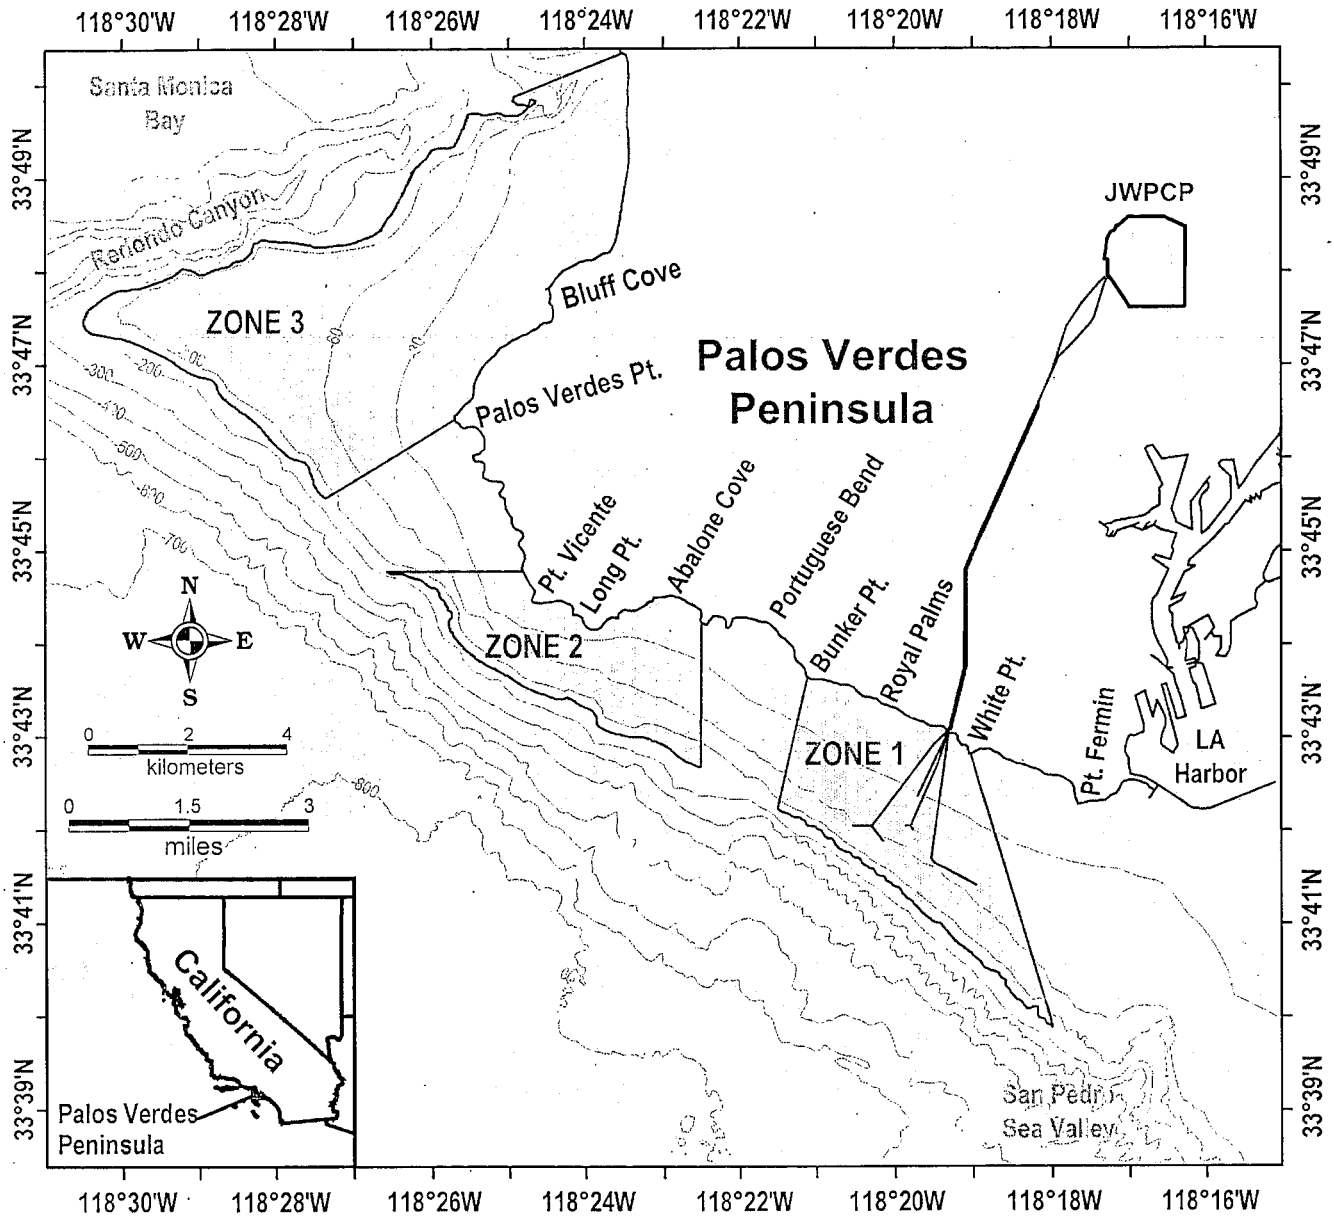 118°30'W 118°28'W 118°26'W 118°24'W 118°22'W 118°20'W 118°18'W 118°16'W
Santa Monica
Bay
33°49'N
33°49'N
JWPCP
Redondo Canyon
Bluff Cove
ZONE 3
60
30
33°47'N
33°47'N
Palos Verdes
Peninsula
100
-200
-300
Palos Verdes Pt.
-500
-700
33°45'N
33°45'N
Pt. Vicente
Long Pt.
Abalone Cove
Portuguese Bend
Bunker Pt.
Royal Palms
White Pt.
Pt. Fermin
N
W E
S
ZONE 2
33°43'N
33°43'N
ZONE 1
LA
Harbor
0 2 4
kilometers
0 1.5 3
miles
-800
33°41'N
33°41'N
California
Palos Verdes
Peninsula
33°39'N
33°39'N
San Pedro
Sea Valley
118°30'W 118°28'W 118°26'W 118°24'W 118°22'W 118°20'W 118°18'W 118°16'W